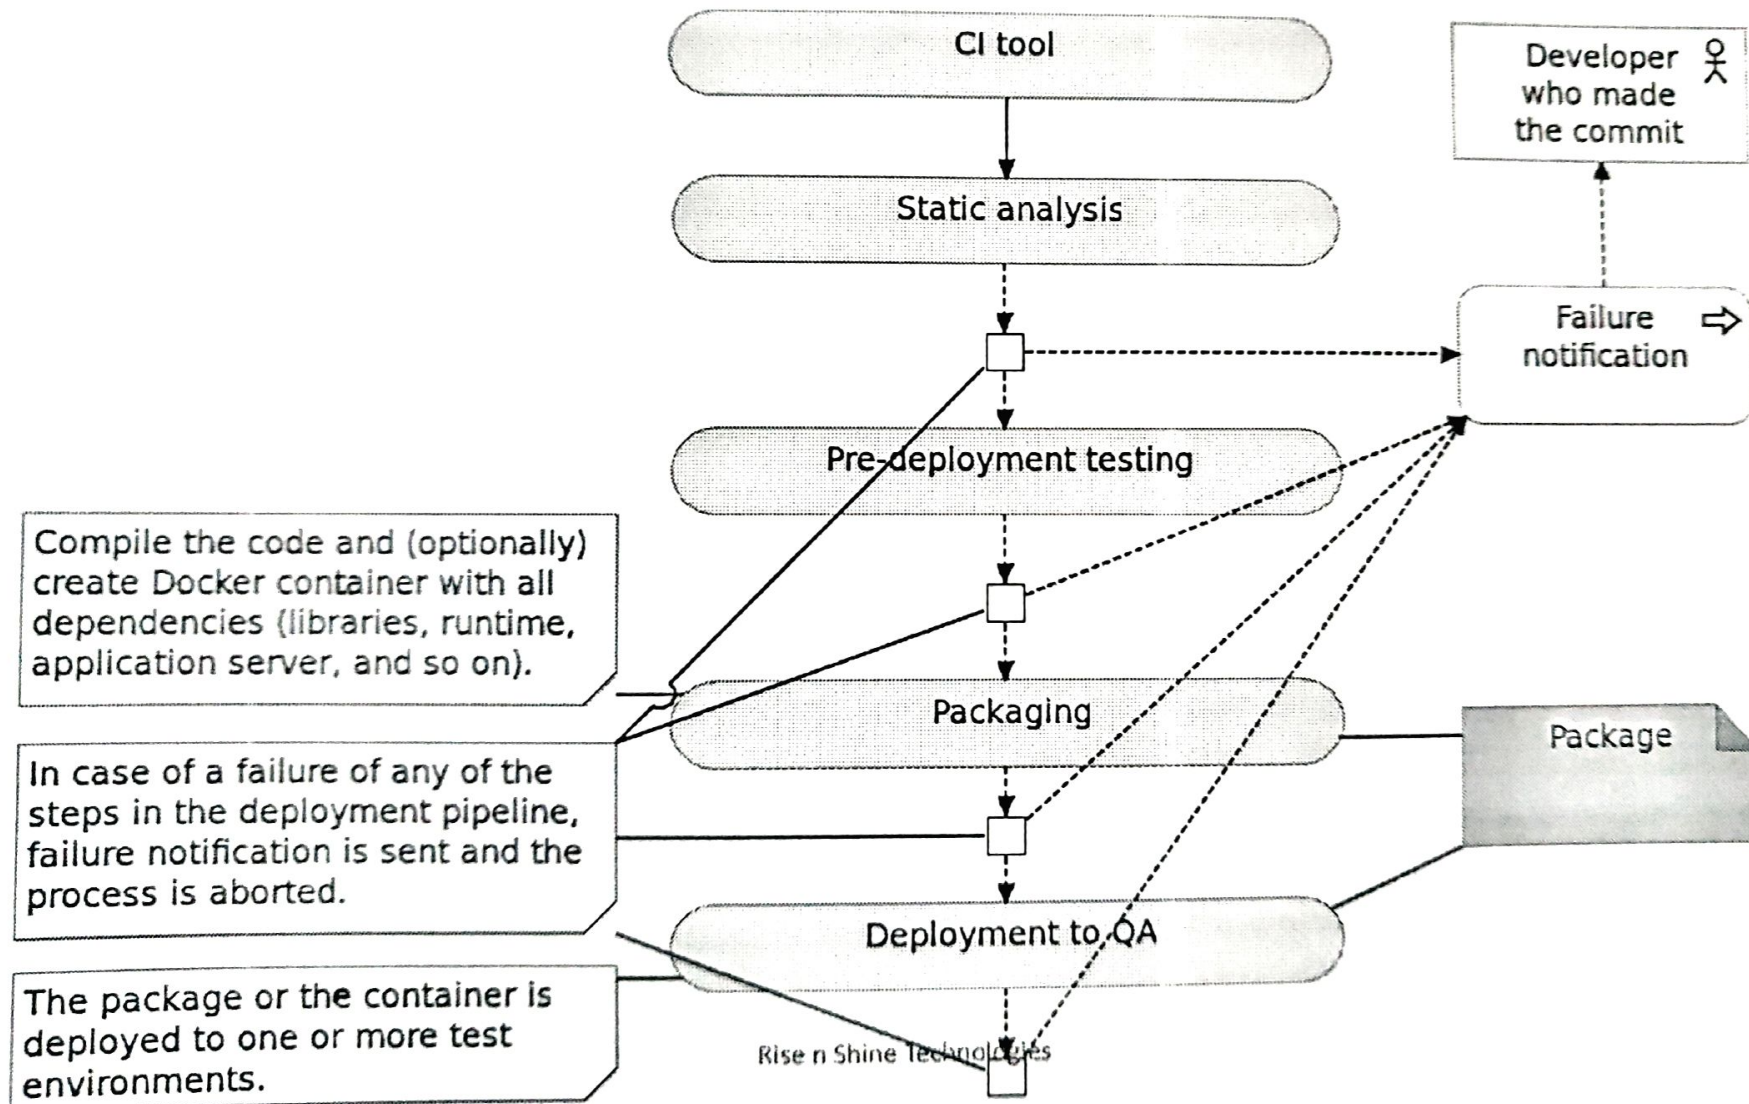 CI tool
Developer
who made
the commit
Static analysis
Failure
notification
Pre-deployment testing
Compile the code and (optionally)
create Docker container with all
dependencies (libraries, runtime,
application server, and so on).
Packaging
Package
In case of a failure of any of the
steps in the deployment pipeline,
failure notification is sent and the
process is aborted.
Deployment to QA
The package or the container is
deployed to one or more test
environments.
Rise n Shine Technologies